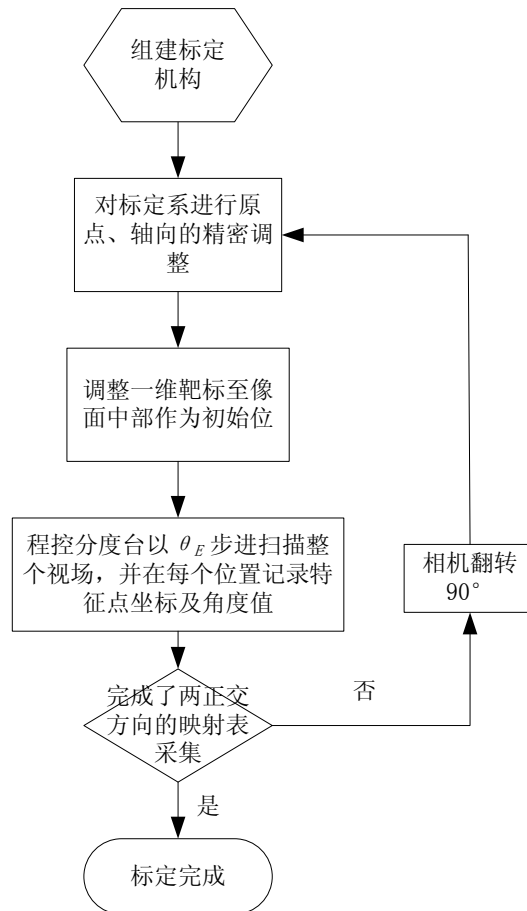 组建标定
机构
对标定系进行原
点、轴向的精密调
整
调整一维靶标至像
面中部作为初始位
程控分度台以θE步进扫描整
个视场，并在每个位置记录特
征点坐标及角度值
相机翻转
90°
完成了两正交
方向的映射表
采集
否
是
标定完成